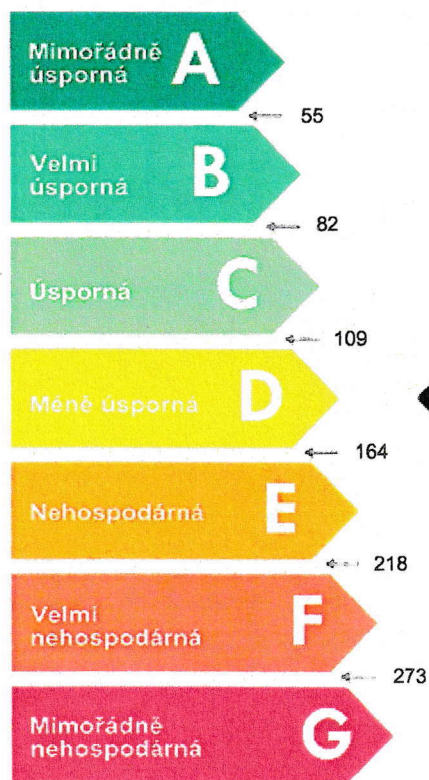 Mimořádně
úsporná
A
55
Velmi
úsporná
B
82
Úsporná
C
109
Méně úsporná
D
164
Nehospodárná
E
218
Velmi
nehospodárná
F
273
Mimořádně
nehospodárná
G